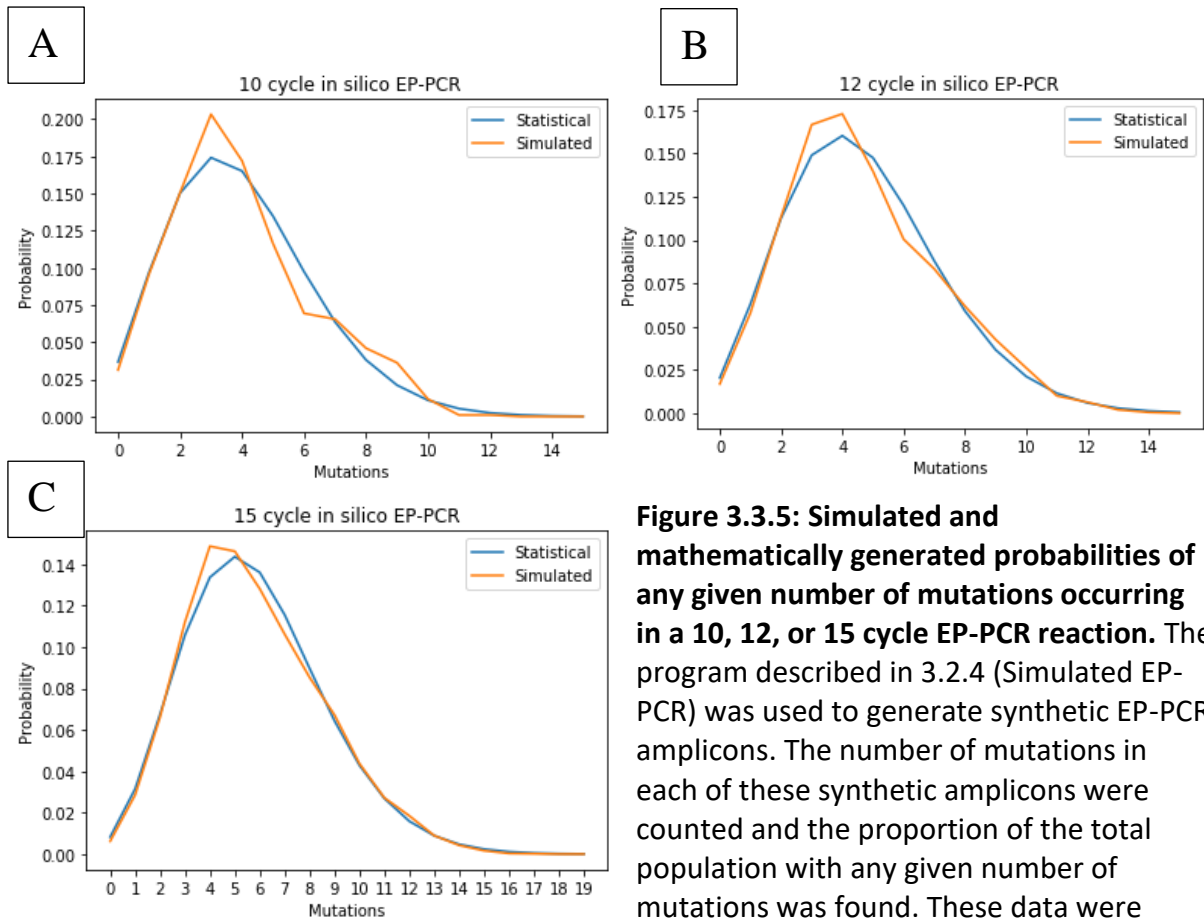 A
10 cycle in silico EP-PCR
Statistical
Simulated
0.200
0.175
0.150
0.125
0.100
0.075
0.050
0.025
0.000
Probability
0 2 4 6 8 10 12 14
Mutations
B
12 cycle in silico EP-PCR
Statistical
Simulated
0.175
0.150
0.125
0.100
0.075
0.050
0.025
0.000
Probability
0 2 4 6 8 10 12 14
Mutations
C
15 cycle in silico EP-PCR
Statistical
Simulated
0.14
0.12
0.10
0.08
0.06
0.04
0.02
0.00
Probability
0 1 2 3 4 5 6 7 8 9 10 11 12 13 14 15 16 17 18 19
Mutations
Figure 3.3.5: Simulated and
mathematically generated probabilities of
any given number of mutations occurring
in a 10, 12, or 15 cycle EP-PCR reaction. The
program described in 3.2.4 (Simulated EP-
PCR) was used to generate synthetic EP-PCR
amplicons. The number of mutations in
each of these synthetic amplicons were
counted and the proportion of the total
population with any given number of
mutations was found. These data were